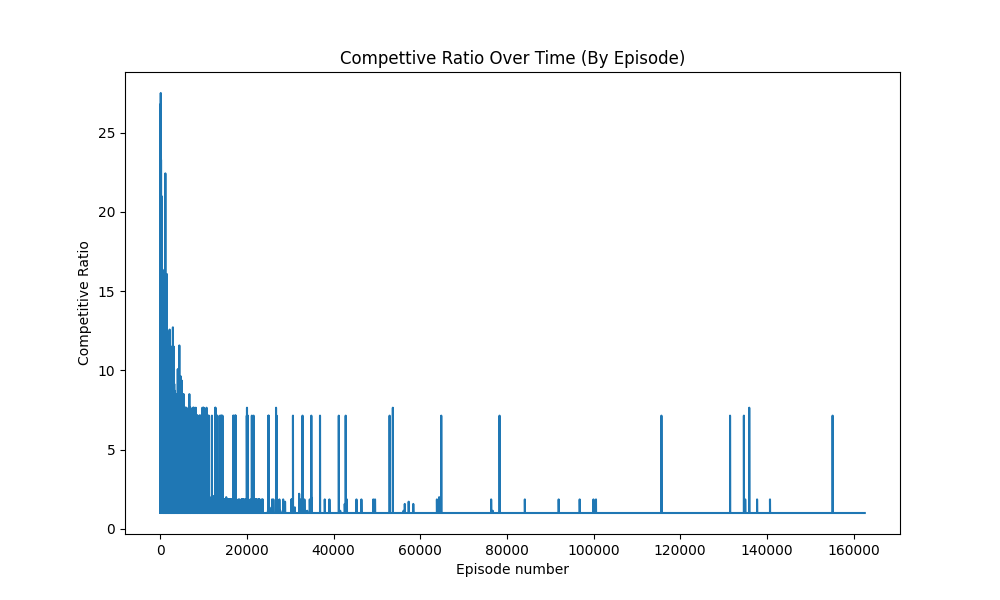 Compettive Ratio Over Time (By Episode)
Competitive Ratio
25
20
15
10
5
0
0 20000 40000 60000 80000 100000 120000 140000 160000
Episode number